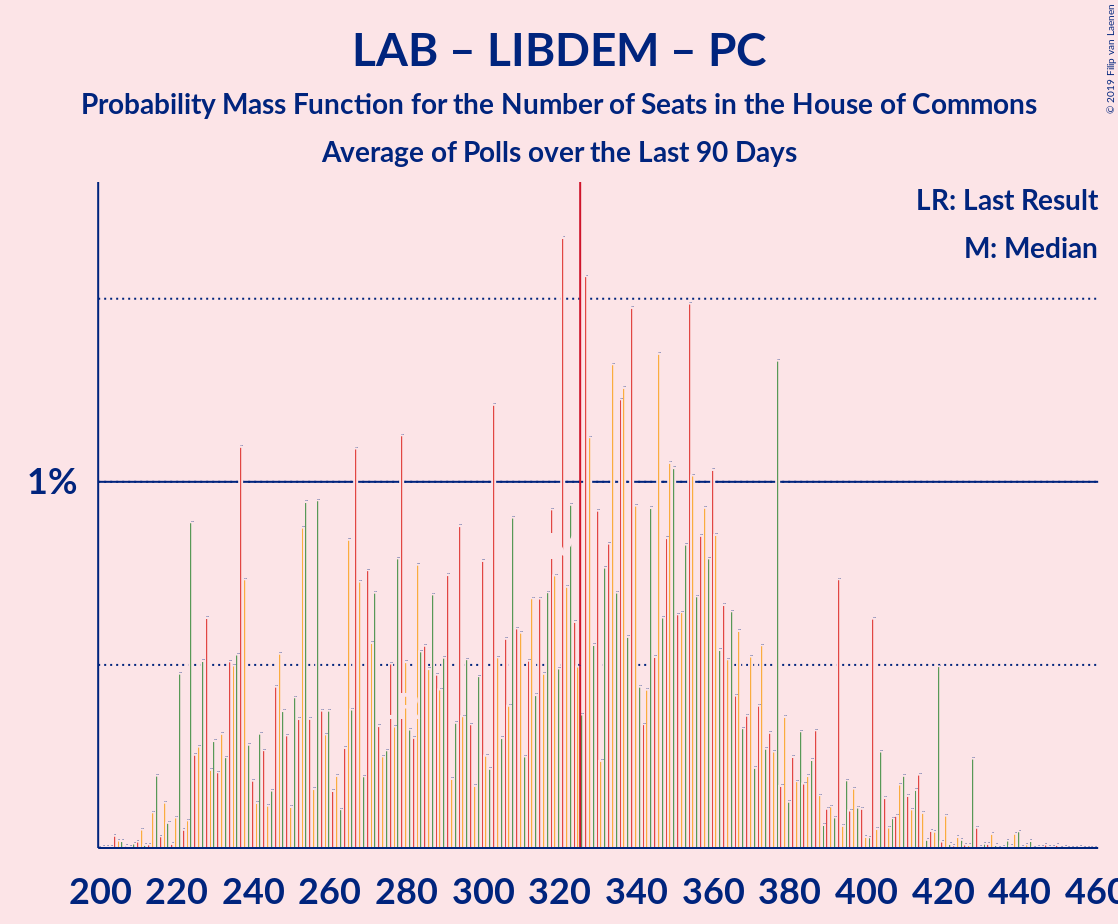 LAB – LIBDEM – PC
Probability Mass Function for the Number of Seats in the House of Commons
Average of Polls over the Last 90 Days
© 2019 Filip van Laenen
LR: Last Result
M: Median
1%
200 220 240 260 280 300 320 340 360 380 400 420 440 460